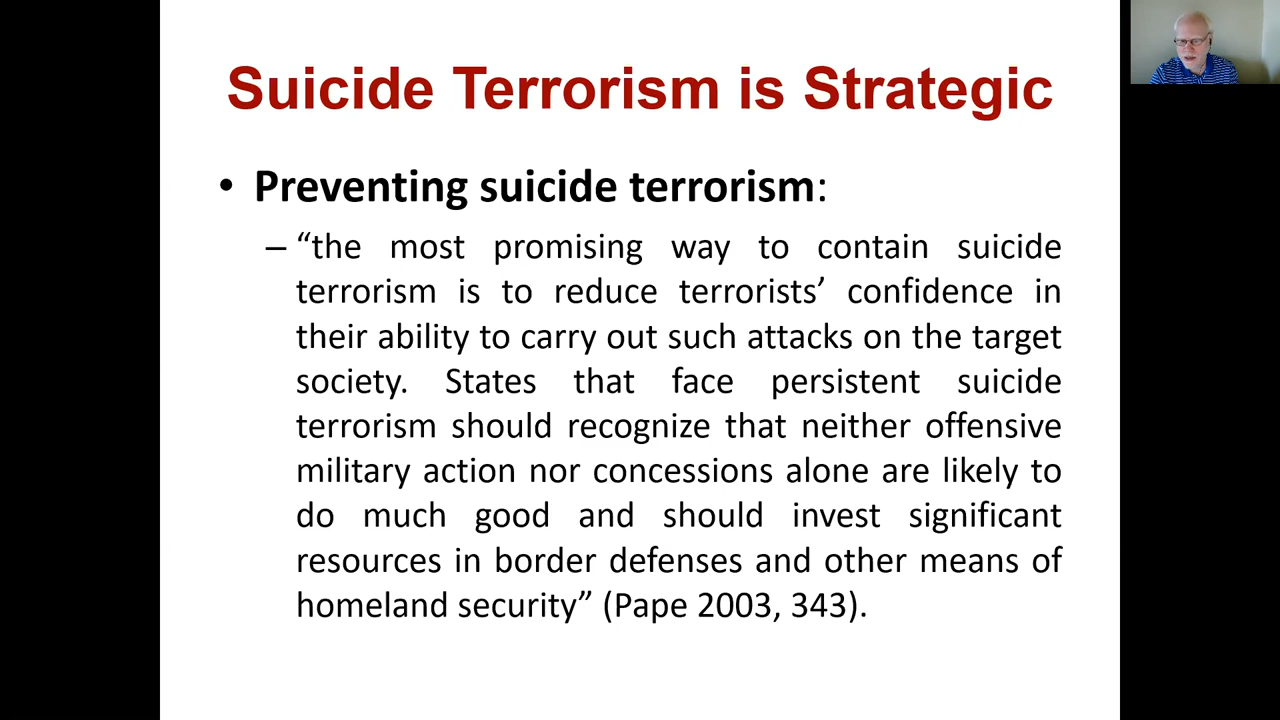 Suicide Terrorism is Strategic
• Preventing suicide terrorism:
– “the most promising way to contain suicide
terrorism is to reduce terrorists’ confidence in
their ability to carry out such attacks on the target
society. States that face persistent suicide
terrorism should recognize that neither offensive
military action nor concessions alone are likely to
do much good and should invest significant
resources in border defenses and other means of
homeland security” (Pape 2003, 343).